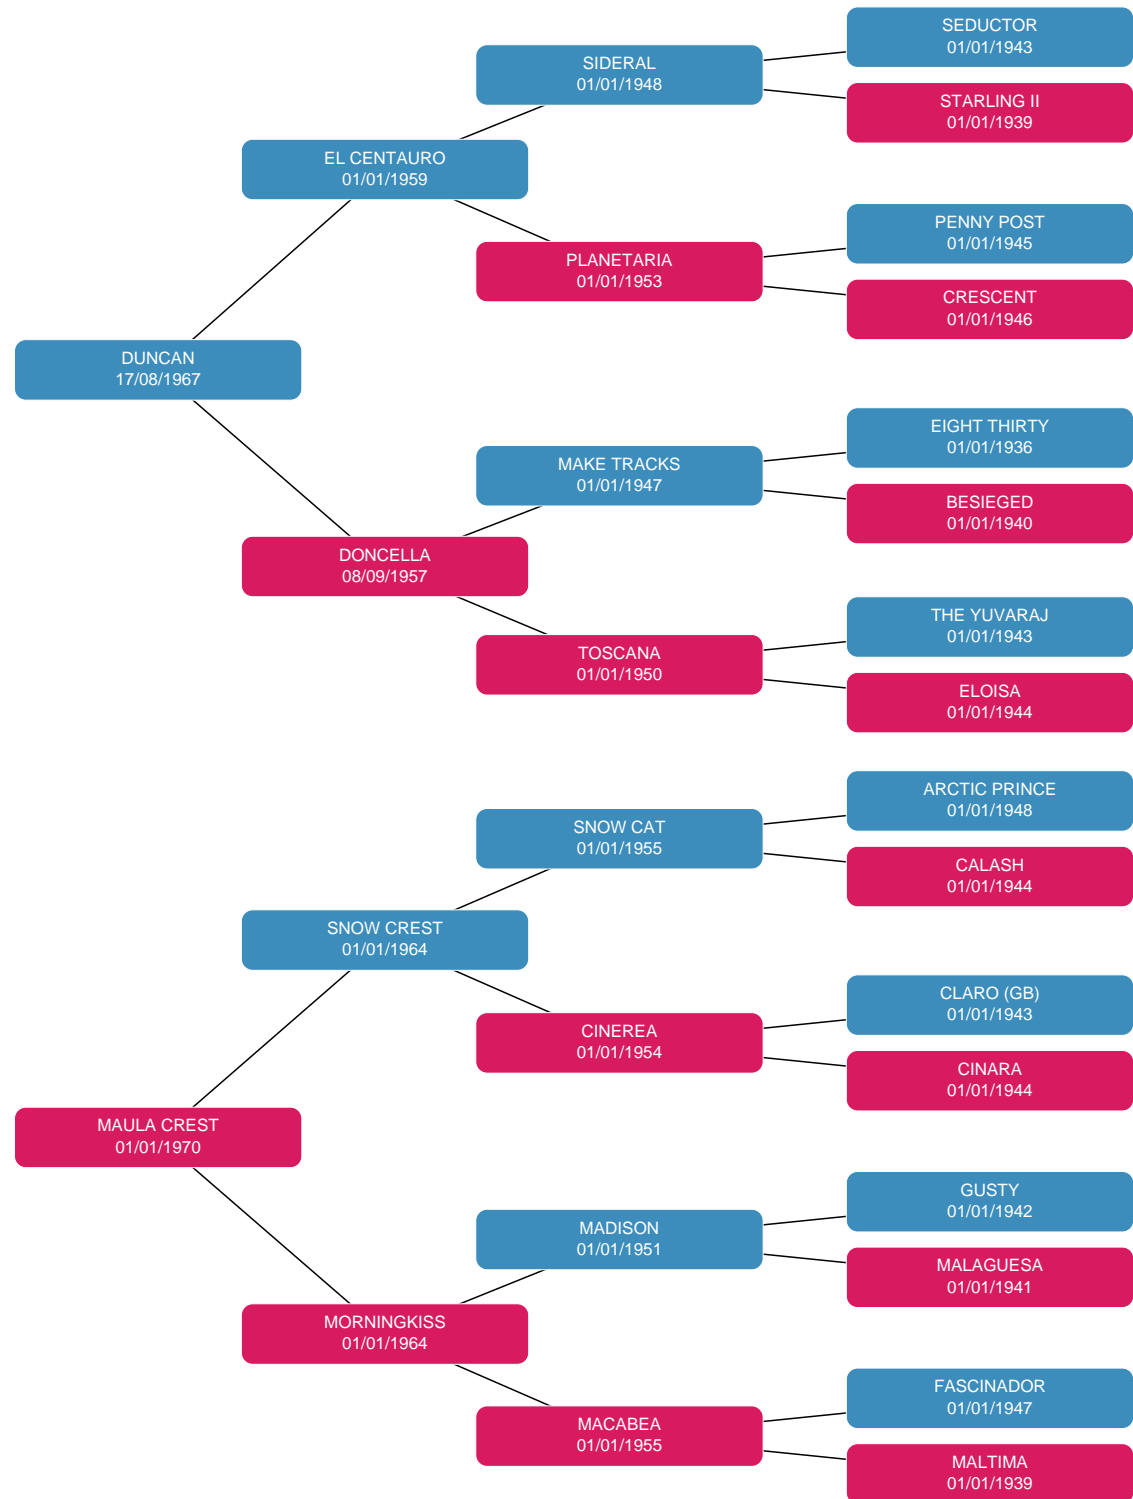 SEDUCTOR
01/01/1943
SIDERAL
01/01/1948
STARLING II
01/01/1939
EL CENTAURO
01/01/1959
PENNY POST
01/01/1945
PLANETARIA
01/01/1953
CRESCENT
01/01/1946
DUNCAN
17/08/1967
EIGHT THIRTY
01/01/1936
MAKE TRACKS
01/01/1947
BESIEGED
01/01/1940
DONCELLA
08/09/1957
THE YUVARAJ
01/01/1943
TOSCANA
01/01/1950
ELOISA
01/01/1944
ARCTIC PRINCE
01/01/1948
SNOW CAT
01/01/1955
CALASH
01/01/1944
SNOW CREST
01/01/1964
CLARO (GB)
01/01/1943
CINEREA
01/01/1954
CINARA
01/01/1944
MAULA CREST
01/01/1970
GUSTY
01/01/1942
MADISON
01/01/1951
MALAGUESA
01/01/1941
MORNINGKISS
01/01/1964
FASCINADOR
01/01/1947
MACABEA
01/01/1955
MALTIMA
01/01/1939